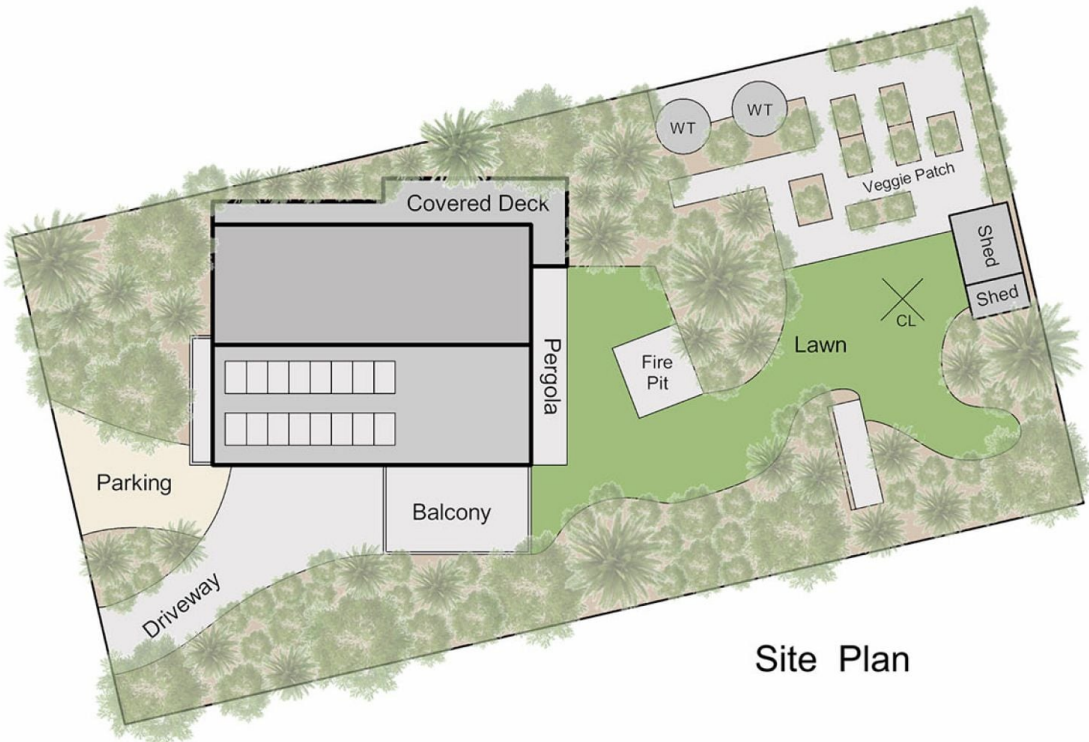 WT
WT
Covered Deck
Veggie Patch
Shed
Shed
CL
Pergola
Fire
Pit
Lawn
Parking
Balcony
Driveway
Site Plan